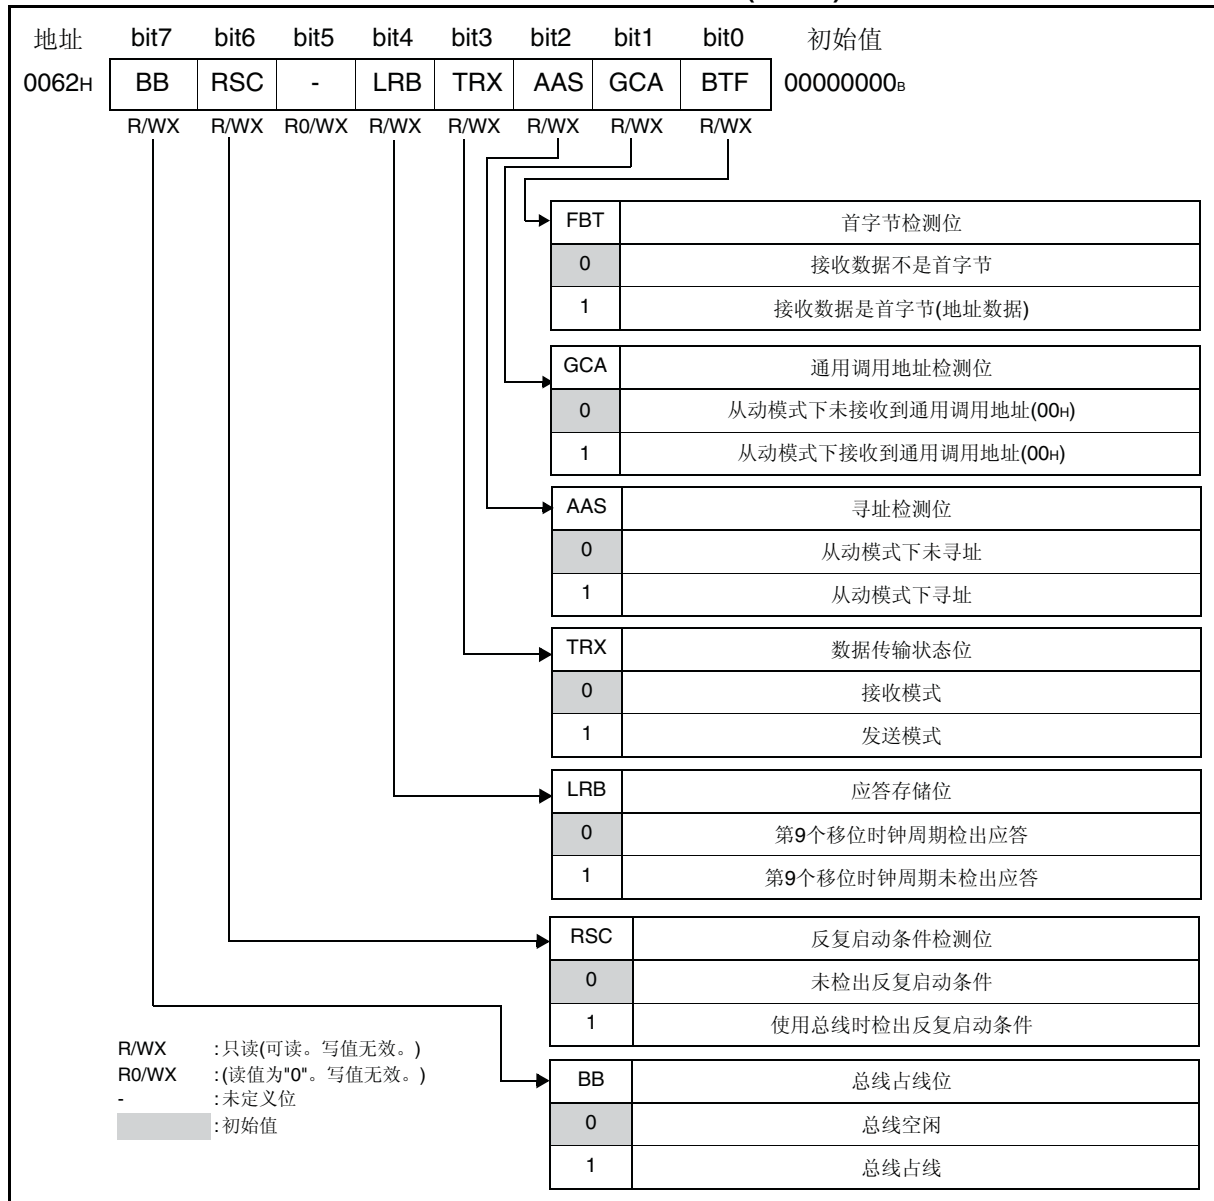 地址 bit7 bit6 bit5 bit4 bit3 bit2 bit1 bit0 初始值
0062H BB RSC - LRB TRX AAS GCA BTF 00000000B
R/WX R/WX R0/WX R/WX R/WX R/WX R/WX R/WX
FBT 首字节检测位
0 接收数据不是首字节
1 接收数据是首字节(地址数据)
GCA 通用调用地址检测位
0 从动模式下未接收到通用调用地址(00H)
1 从动模式下接收到通用调用地址(00H)
AAS 寻址检测位
0 从动模式下未寻址
1 从动模式下寻址
TRX 数据传输状态位
0 接收模式
1 发送模式
LRB 应答存储位
0 第9个移位时钟周期检出应答
1 第9个移位时钟周期未检出应答
RSC 反复启动条件检测位
0 未检出反复启动条件
1 使用总线时检出反复启动条件
BB 总线占线位
0 总线空闲
1 总线占线
R/WX :只读(可读。写值无效。)
R0/WX :(读值为"0"。写值无效。)
- :未定义位
:初始值